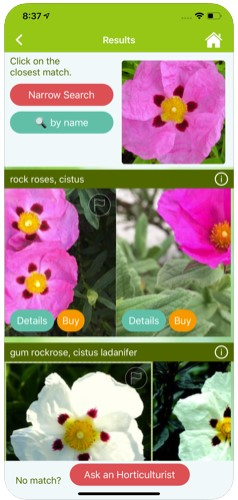 8:37
Results
Click on the
closest match.
Narrow Search
by name
rock roses, cistus
Details Buy Details Buy
gum rockrose, cistus ladanifer
No match? Ask an Horticulturist